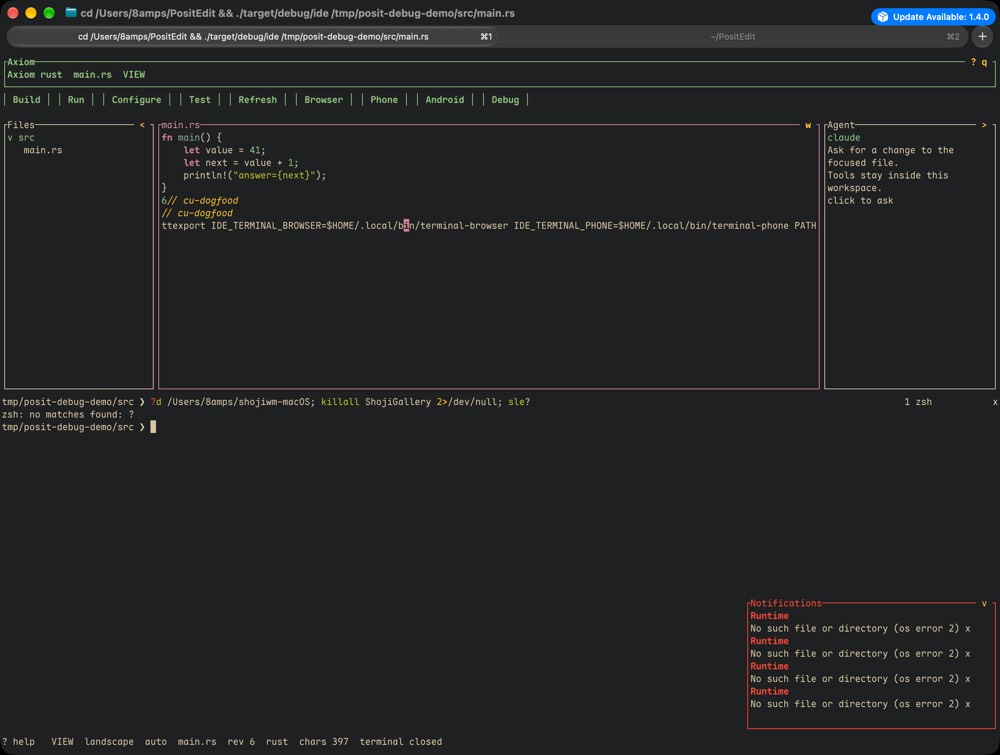 cd /Users/8amps/PositEdit && ./target/debug/ide /tmp/posit-debug-demo/src/main.rs
Update Available: 1.4.0
cd /Users/8amps/PositEdit && ./target/debug/ide /tmp/posit-debug-demo/src/main.rs ⌘1
~/PositEdit ⌘2 +
Axiom ? q
Axiom rust main.rs VIEW
| Build | | Run | | Configure | | Test | | Refresh | | Browser | | Phone | | Android | | Debug |
Files <
v src
main.rs
main.rs w
fn main() {
let value = 41;
let next = value + 1;
println!("answer={next}");
}
6// cu-dogfood
// cu-dogfood
ttexport IDE_TERMINAL_BROWSER=$HOME/.local/bin/terminal-browser IDE_TERMINAL_PHONE=$HOME/.local/bin/terminal-phone PATH
Agent >
claude
Ask for a change to the
focused file.
Tools stay inside this
workspace.
click to ask
tmp/posit-debug-demo/src ❯ ?d /Users/8amps/shojiwm-macOS; killall ShojiGallery 2>/dev/null; sle? 1 zsh x
zsh: no matches found: ?
tmp/posit-debug-demo/src ❯
Notifications v
Runtime
No such file or directory (os error 2) x
Runtime
No such file or directory (os error 2) x
Runtime
No such file or directory (os error 2) x
Runtime
No such file or directory (os error 2) x
? help VIEW landscape auto main.rs rev 6 rust chars 397 terminal closed